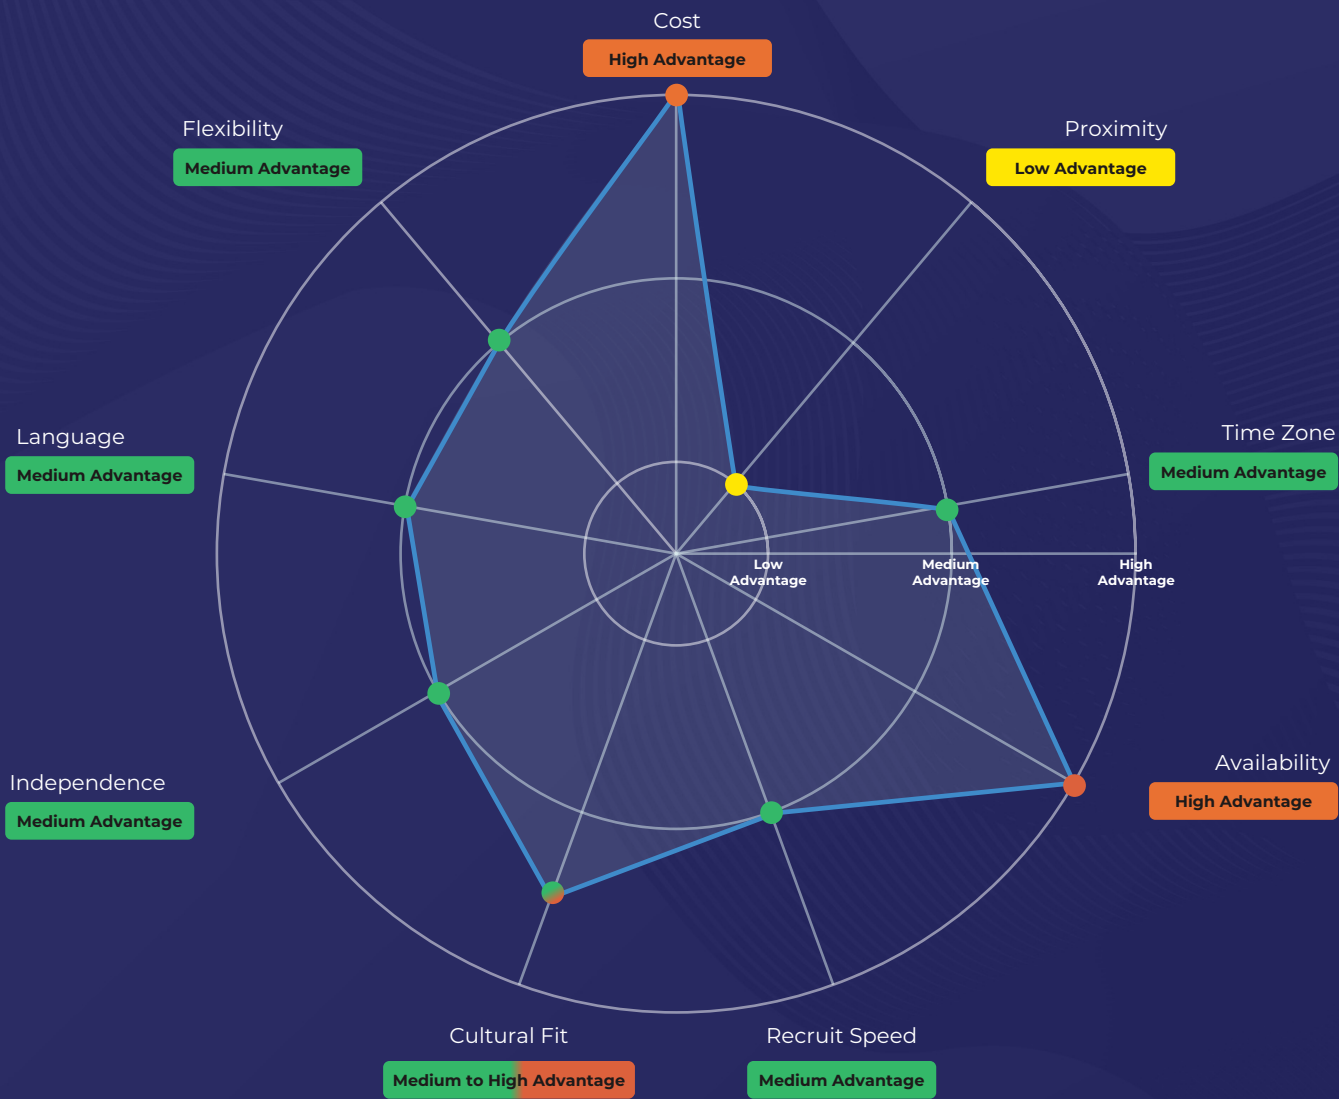 Cost
High Advantage
Flexibility
Medium Advantage
Proximity
Low Advantage
Language
Medium Advantage
Time Zone
Medium Advantage
Low
Advantage
Medium
Advantage
High
Advantage
Independence
Medium Advantage
Availability
High Advantage
Cultural Fit
Medium to High Advantage
Recruit Speed
Medium Advantage